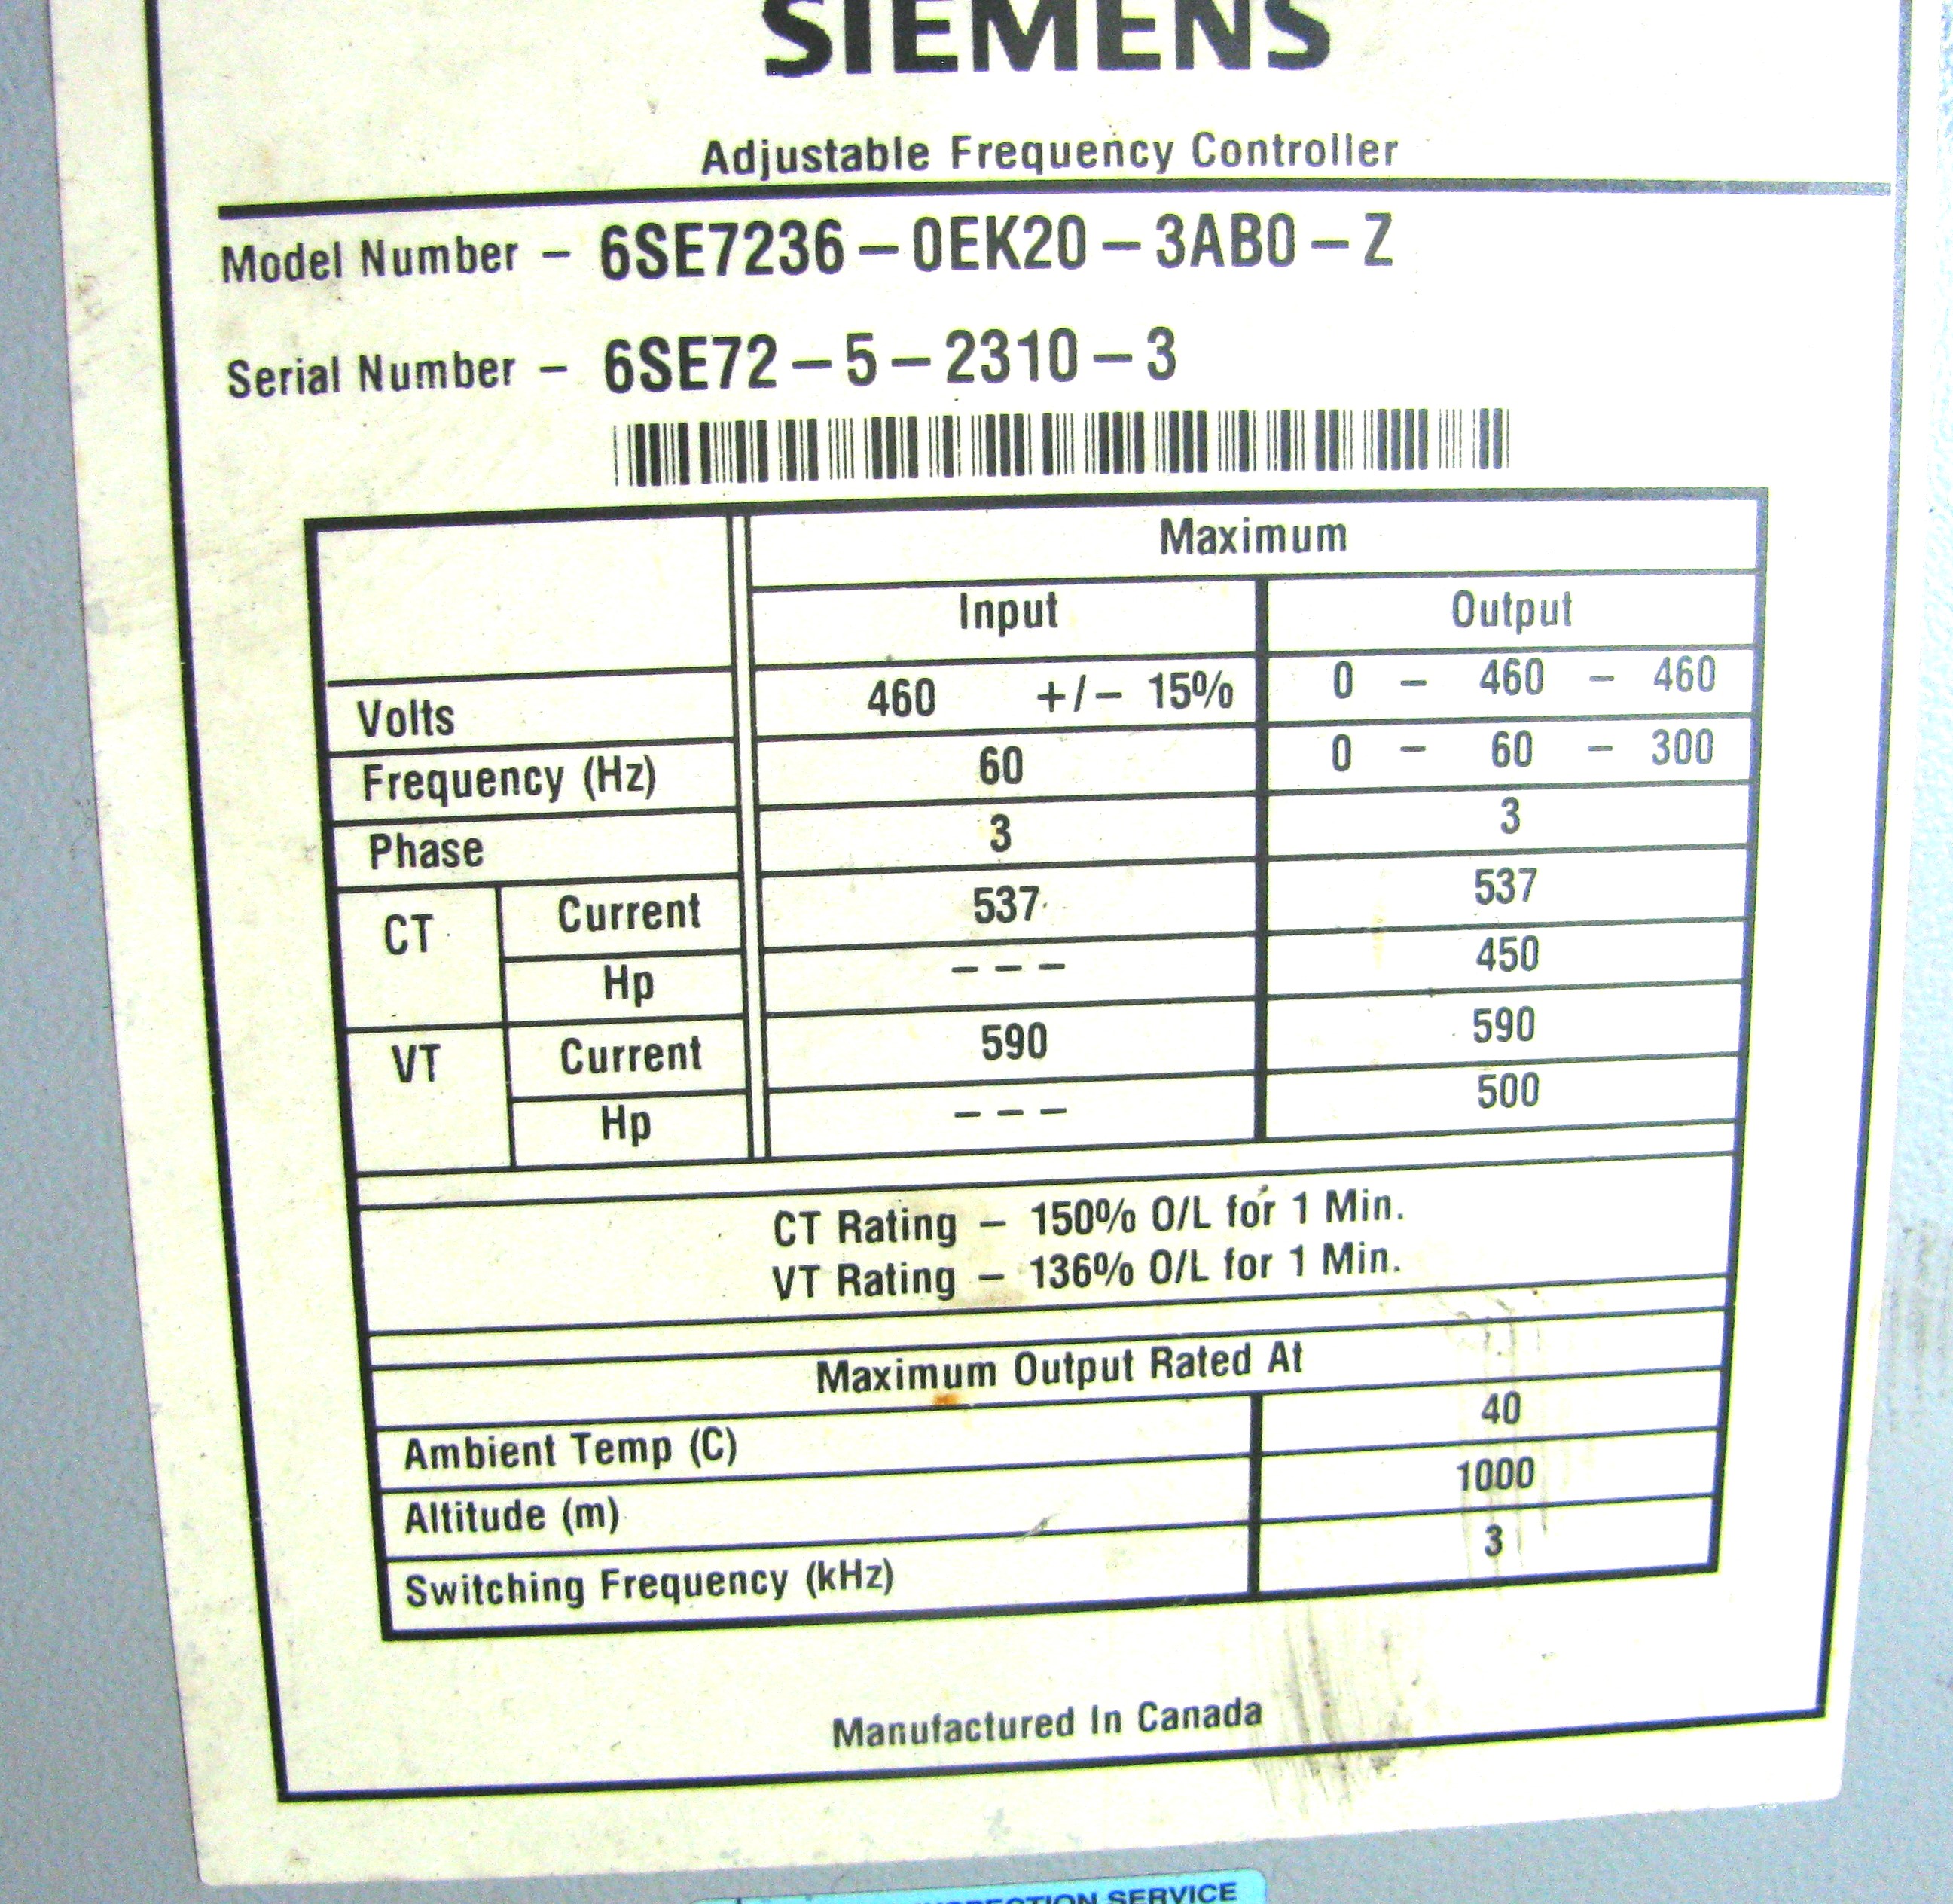 SIEMENS
Adjustable Frequency Controller
Model Number – 6SE7236 – 0EK20 – 3AB0 – Z
Serial Number – 6SE72 – 5 – 2310 – 3
Maximum
Input Output
Volts 460 +/– 15% 0 – 460 – 460
Frequency (Hz) 60 0 – 60 – 300
Phase 3 3
CT Current 537 537
Hp – – – 450
VT Current 590 590
Hp – – – 500
CT Rating – 150% O/L for 1 Min.
VT Rating – 136% O/L for 1 Min.
Maximum Output Rated At
Ambient Temp (C) 40
Altitude (m) 1000
Switching Frequency (kHz) 3
Manufactured In Canada
SERVICE